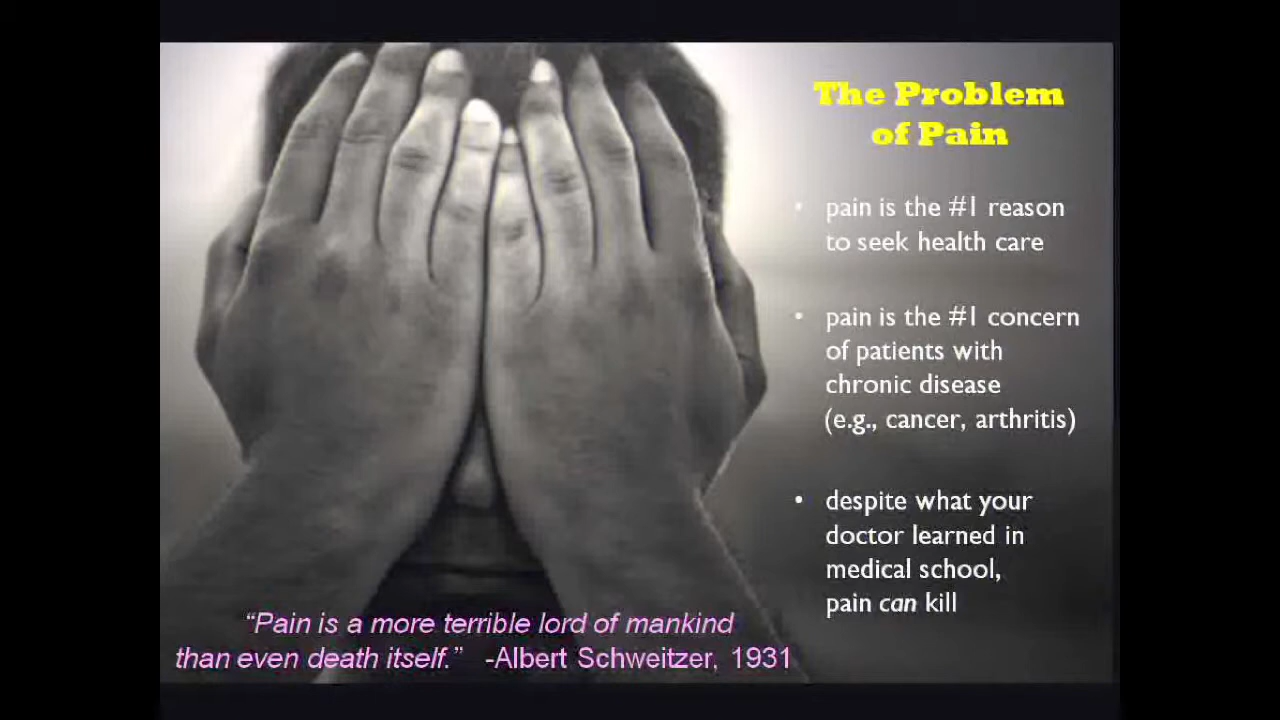 The Problem
of Pain
• pain is the #1 reason
to seek health care
• pain is the #1 concern
of patients with
chronic disease
(e.g., cancer, arthritis)
• despite what your
doctor learned in
medical school,
pain can kill
“Pain is a more terrible lord of mankind
than even death itself.” -Albert Schweitzer, 1931